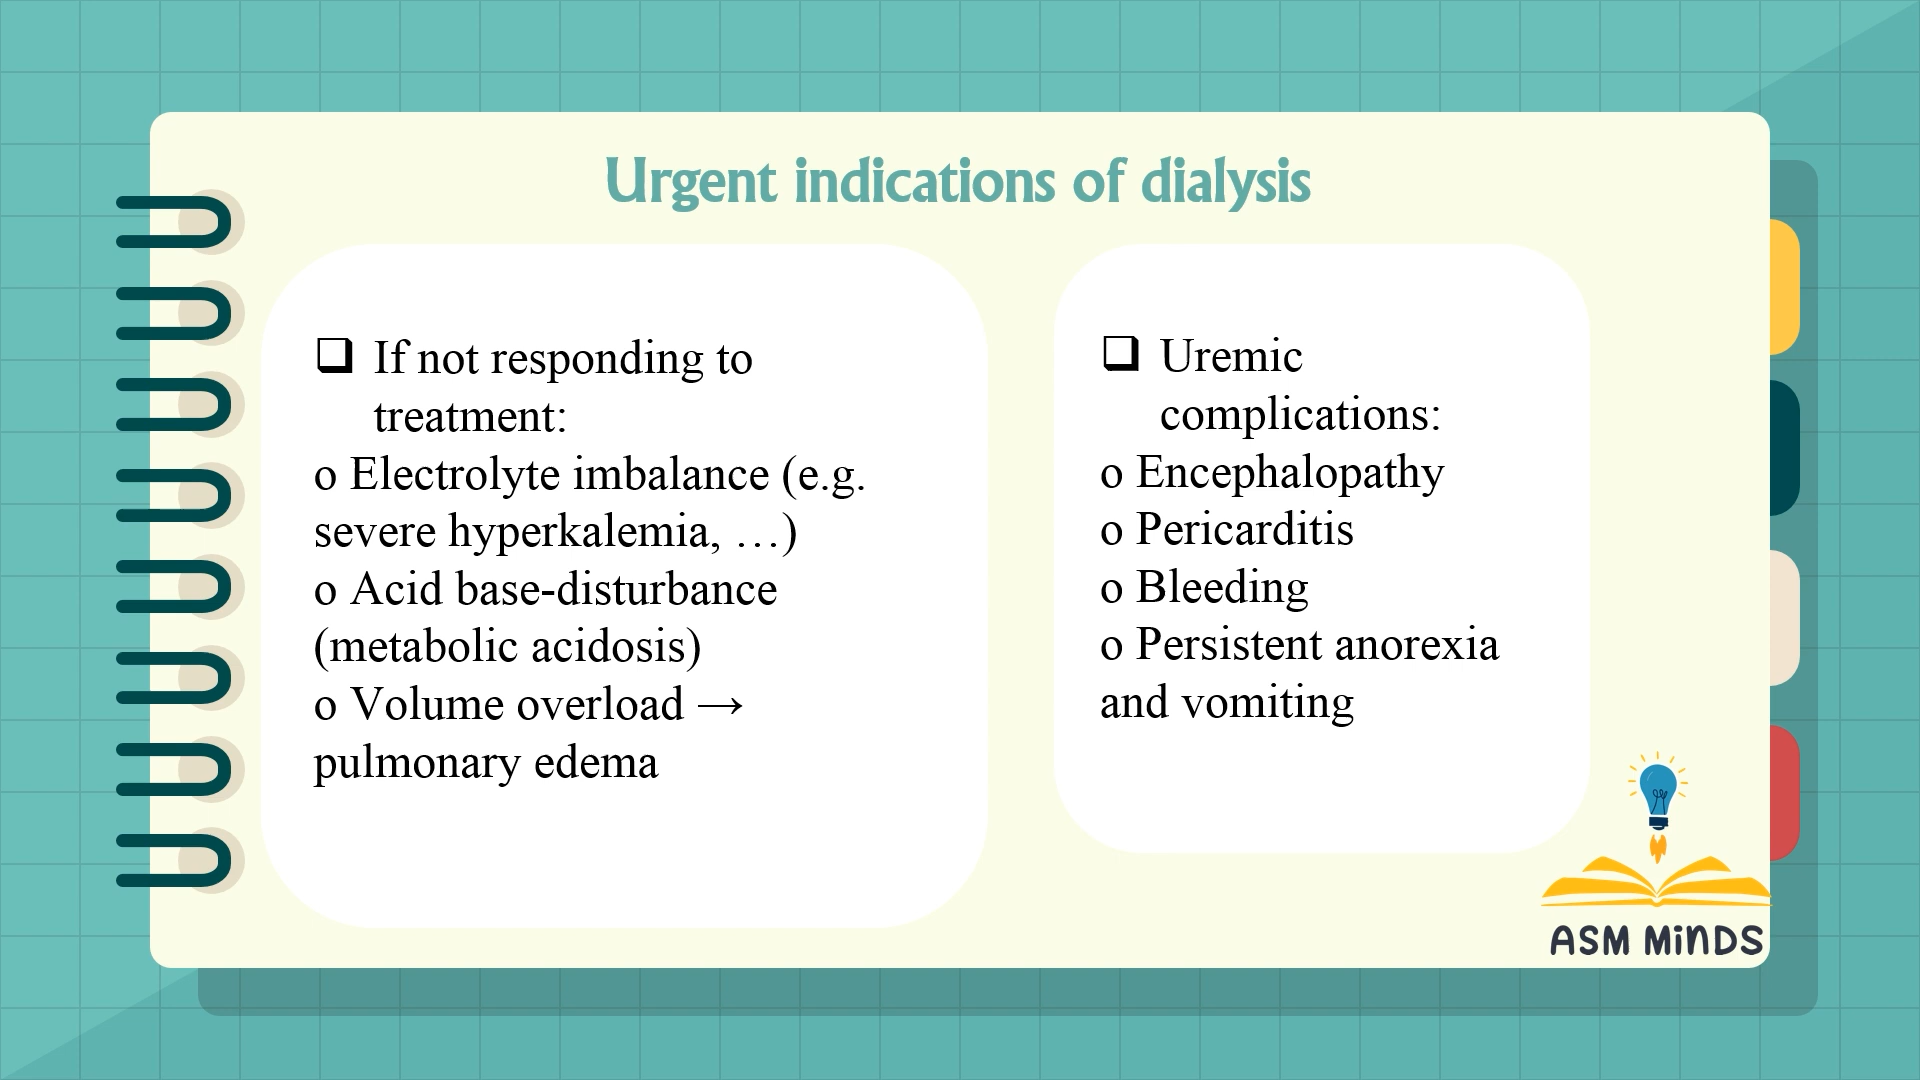 Urgent indications of dialysis
❑ If not responding to
treatment:
o Electrolyte imbalance (e.g.
severe hyperkalemia, …)
o Acid base-disturbance
(metabolic acidosis)
o Volume overload →
pulmonary edema
❑ Uremic
complications:
o Encephalopathy
o Pericarditis
o Bleeding
o Persistent anorexia
and vomiting
ASM MiNDS